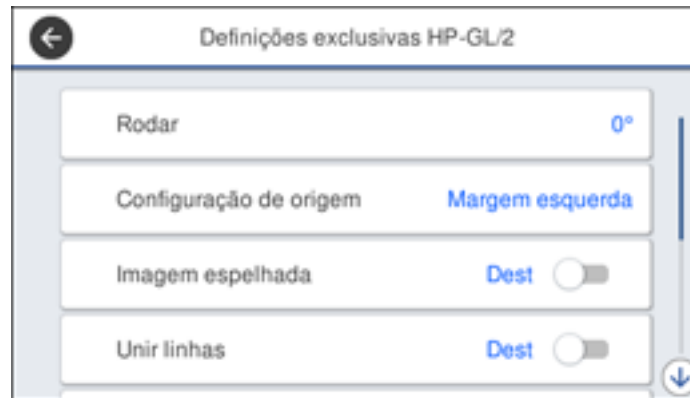 Definições exclusivas HP-GL/2
Rodar 0°
Configuração de origem Margem esquerda
Imagem espelhada Dest
Unir linhas Dest